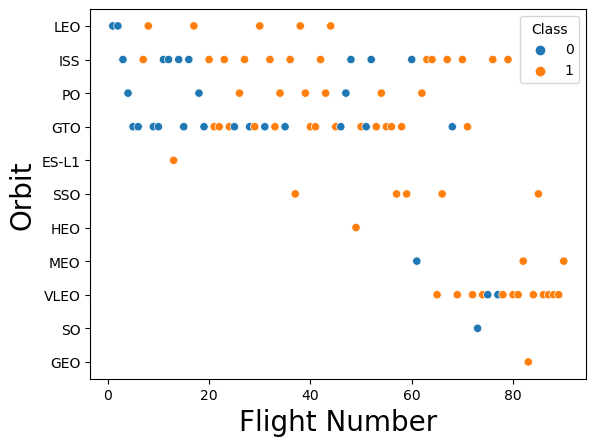 LEO
ISS
PO
GTO
ES-L1
SSO
HEO
MEO
VLEO
SO
GEO
Orbit
Class
0
1
0 20 40 60 80
Flight Number